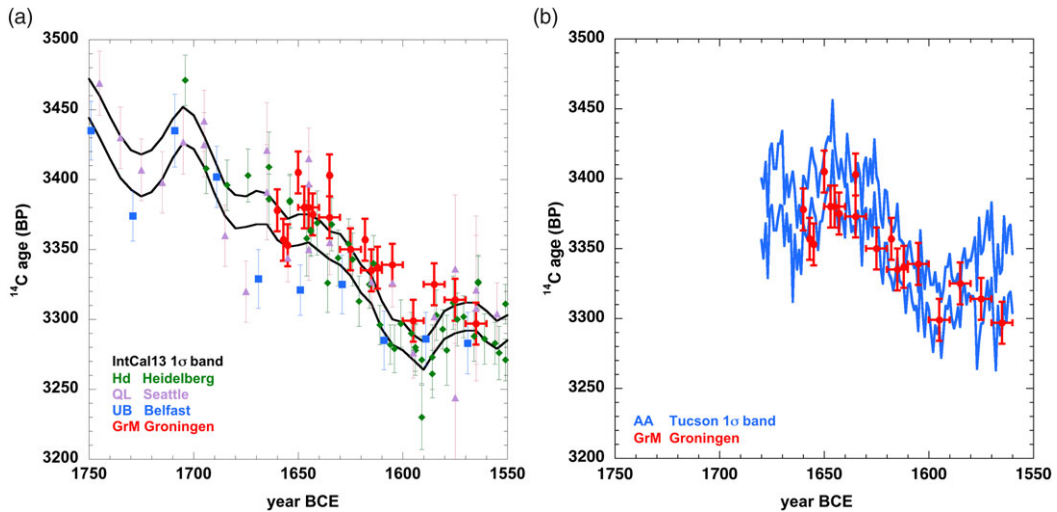 (a)
3500
3450
3400
3350
3300
3250
3200
¹⁴C age (BP)
IntCal13 1σ band
Hd Heidelberg
QL Seattle
UB Belfast
GrM Groningen
1750 1700 1650 1600 1550
year BCE
(b)
3500
3450
3400
3350
3300
3250
3200
¹⁴C age (BP)
AA Tucson 1σ band
GrM Groningen
1750 1700 1650 1600 1550
year BCE